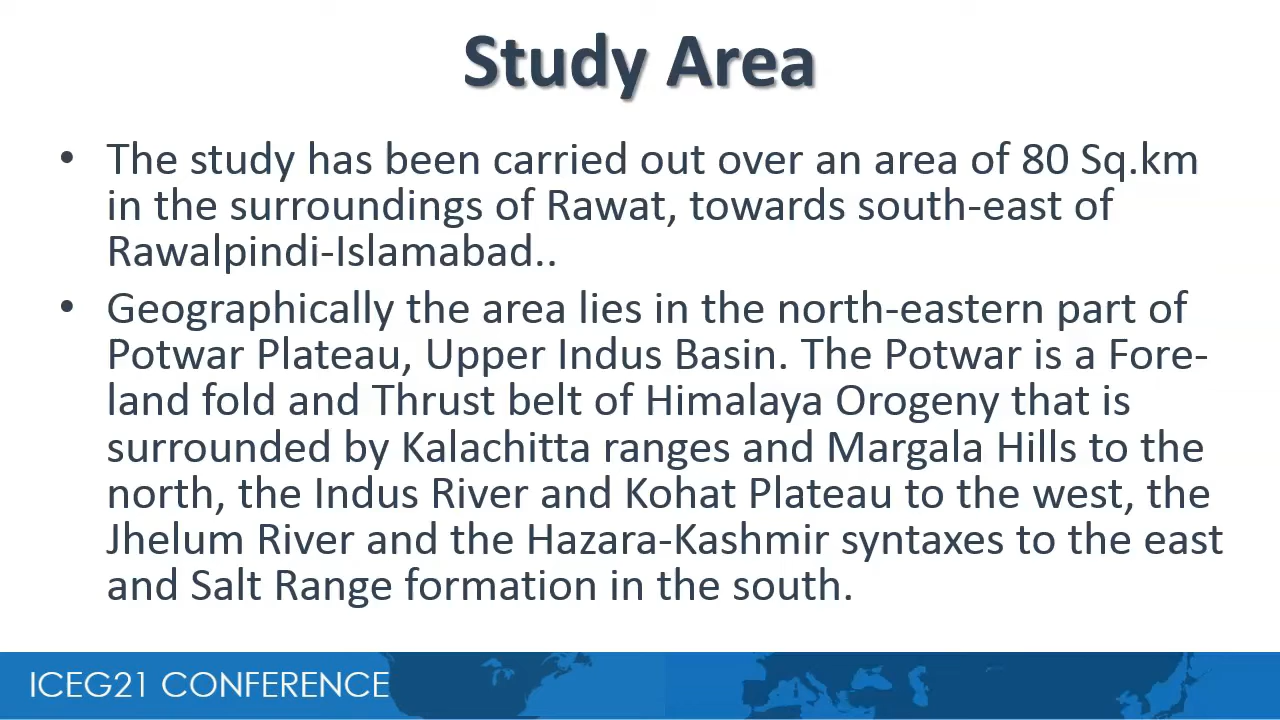 Study Area
• The study has been carried out over an area of 80 Sq.km
in the surroundings of Rawat, towards south-east of
Rawalpindi-Islamabad..
• Geographically the area lies in the north-eastern part of
Potwar Plateau, Upper Indus Basin. The Potwar is a Fore-
land fold and Thrust belt of Himalaya Orogeny that is
surrounded by Kalachitta ranges and Margala Hills to the
north, the Indus River and Kohat Plateau to the west, the
Jhelum River and the Hazara-Kashmir syntaxes to the east
and Salt Range formation in the south.
ICEG21 CONFERENCE